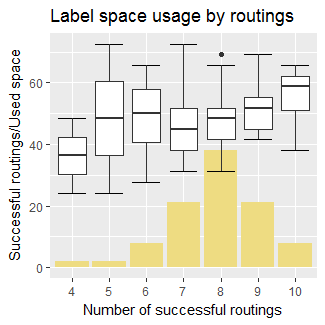 Label space usage by routings
Successful routings/Used space
60
40
20
0
4 5 6 7 8 9 10
Number of successful routings